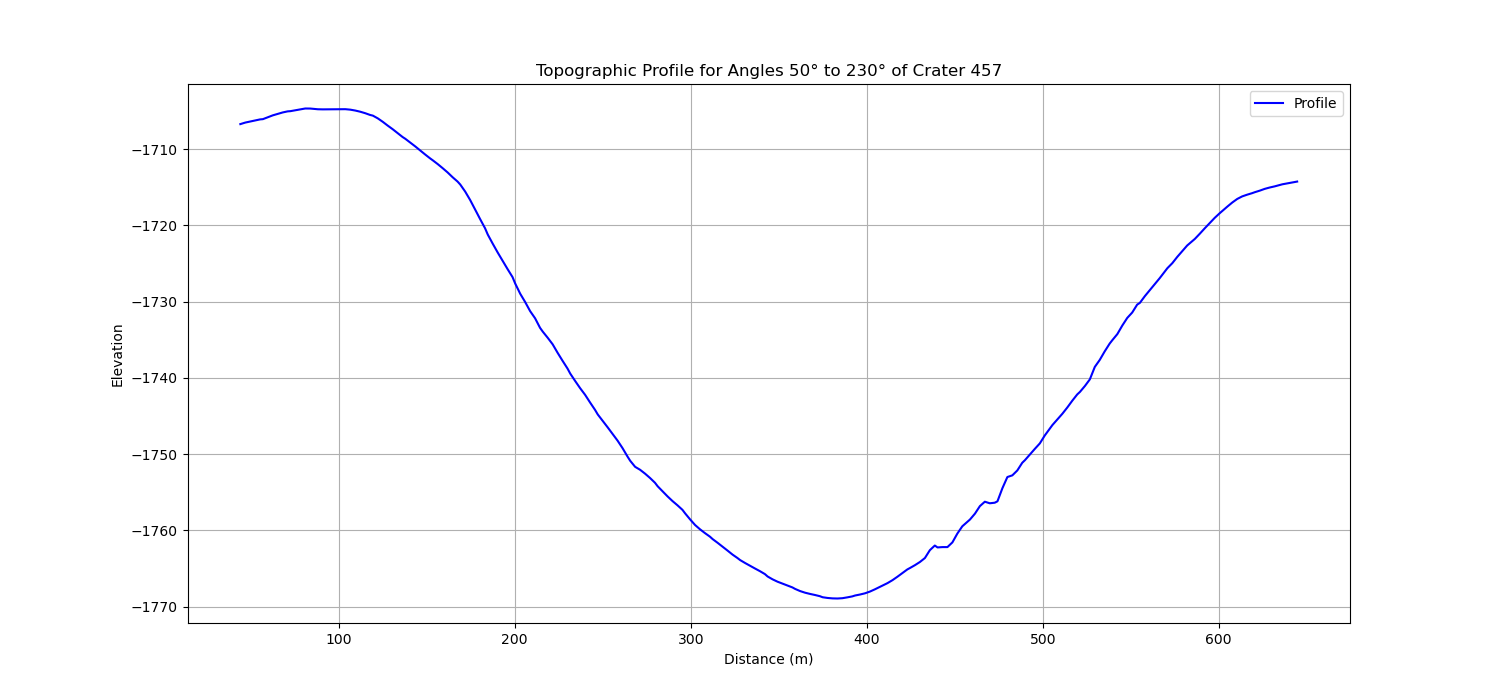 Topographic Profile for Angles 50° to 230° of Crater 457
Profile
Elevation
−1710
−1720
−1730
−1740
−1750
−1760
−1770
100 200 300 400 500 600
Distance (m)